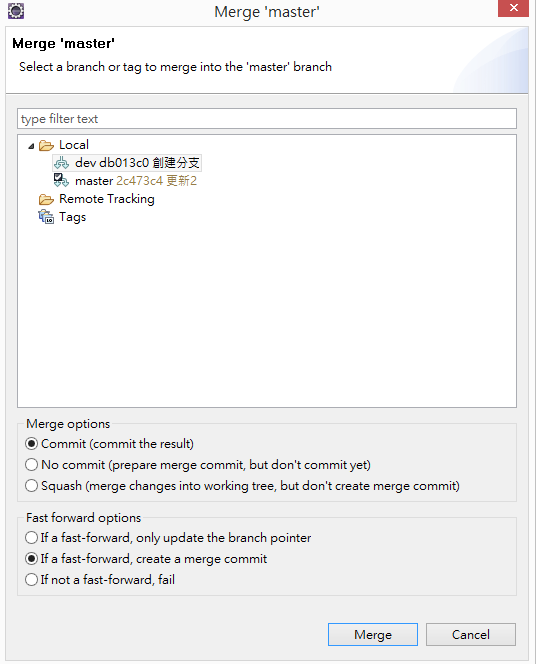 Merge 'master'
Merge 'master'
Select a branch or tag to merge into the 'master' branch
type filter text
Local
dev db013c0 創建分支
master 2c473c4 更新2
Remote Tracking
Tags
Merge options
Commit (commit the result)
No commit (prepare merge commit, but don't commit yet)
Squash (merge changes into working tree, but don't create merge commit)
Fast forward options
If a fast-forward, only update the branch pointer
If a fast-forward, create a merge commit
If not a fast-forward, fail
Merge Cancel